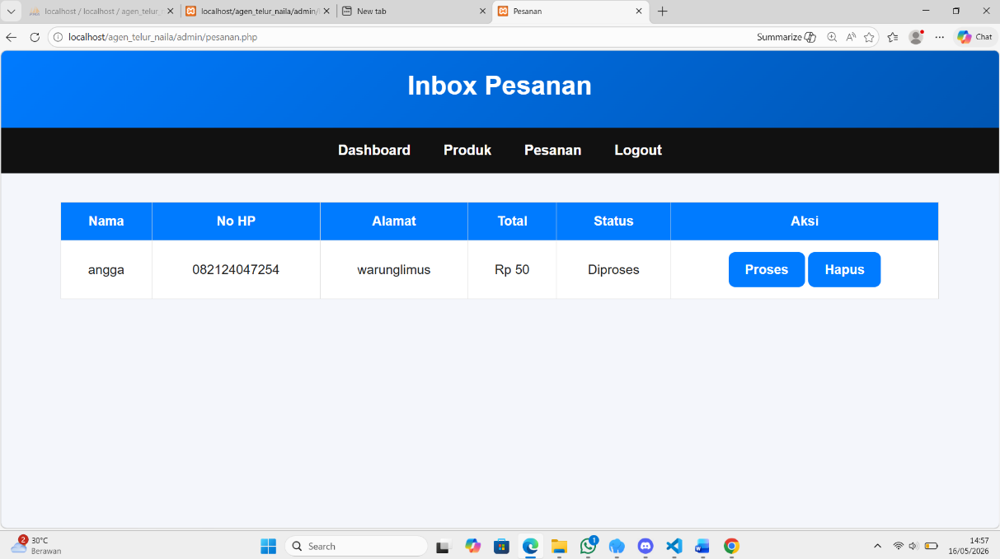 localhost / localhost / agen_telur_
localhost/agen_telur_naila/admin/
New tab
Pesanan
localhost/agen_telur_naila/admin/pesanan.php
Summarize
Chat
Inbox Pesanan
Dashboard Produk Pesanan Logout
Nama No HP Alamat Total Status Aksi
angga 082124047254 warunglimus Rp 50 Diproses Proses Hapus
2
30°C
Berawan
Search
1
14:57
16/05/2026